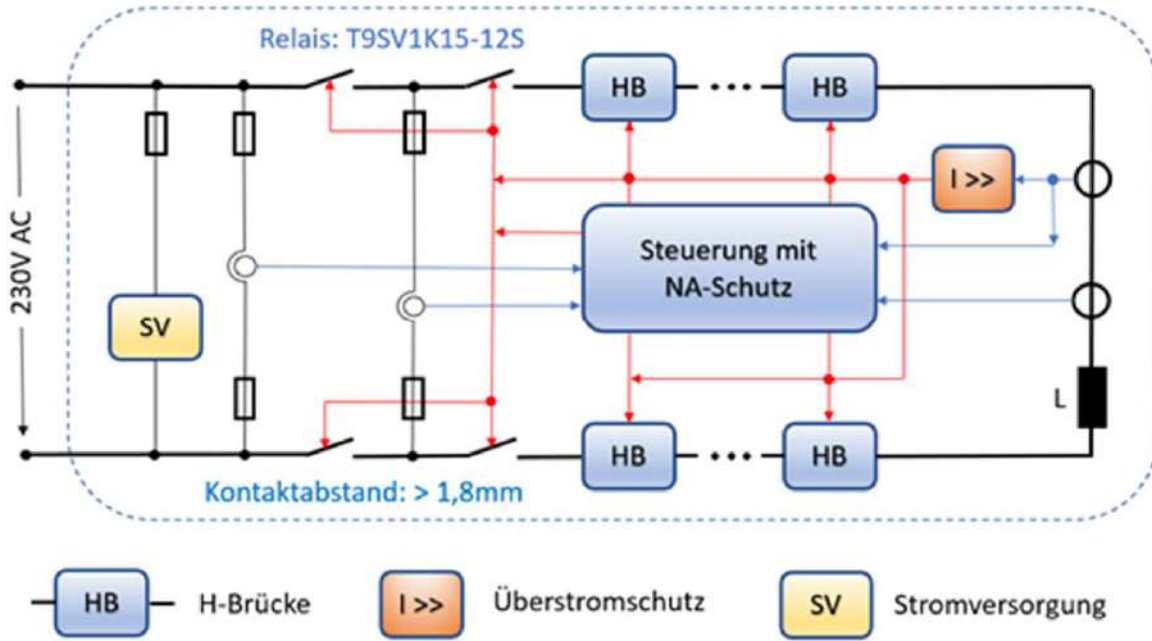 Relais: T9SV1K15-12S
HB
HB
I >>
230V AC
Steuerung mit
NA-Schutz
SV
L
HB
HB
Kontaktabstand: > 1,8mm
HB
H-Brücke
I >>
Überstromschutz
SV
Stromversorgung